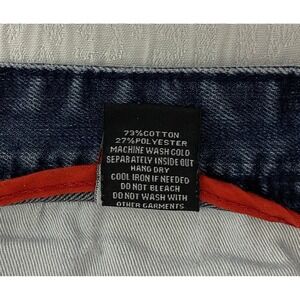 73%COTTON
27%POLYESTER
MACHINE WASH COLD
SEPARATELY INSIDE OUT
HANG DRY
COOL IRON IF NEEDED
DO NOT BLEACH
DO NOT WASH WITH
OTHER GARMENTS